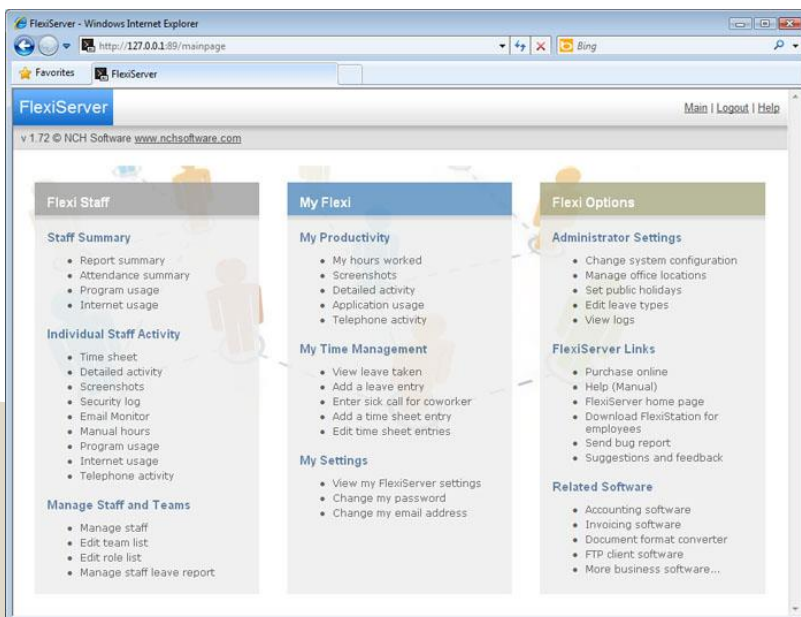 FlexiServer - Windows Internet Explorer
http://127.0.0.1:89/mainpage
Bing
Favorites
FlexiServer
FlexiServer
Main | Logout | Help
v 1.72 © NCH Software www.nchsoftware.com
Flexi Staff
Staff Summary
• Report summary
• Attendance summary
• Program usage
• Internet usage
Individual Staff Activity
• Time sheet
• Detailed activity
• Screenshots
• Security log
• Email Monitor
• Manual hours
• Program usage
• Internet usage
• Telephone activity
Manage Staff and Teams
• Manage staff
• Edit team list
• Edit role list
• Manage staff leave report
My Flexi
My Productivity
• My hours worked
• Screenshots
• Detailed activity
• Application usage
• Telephone activity
My Time Management
• View leave taken
• Add a leave entry
• Enter sick call for coworker
• Add a time sheet entry
• Edit time sheet entries
My Settings
• View my FlexiServer settings
• Change my password
• Change my email address
Flexi Options
Administrator Settings
• Change system configuration
• Manage office locations
• Set public holidays
• Edit leave types
• View logs
FlexiServer Links
• Purchase online
• Help (Manual)
• FlexiServer home page
• Download FlexiStation for
employees
• Send bug report
• Suggestions and feedback
Related Software
• Accounting software
• Invoicing software
• Document format converter
• FTP client software
• More business software...